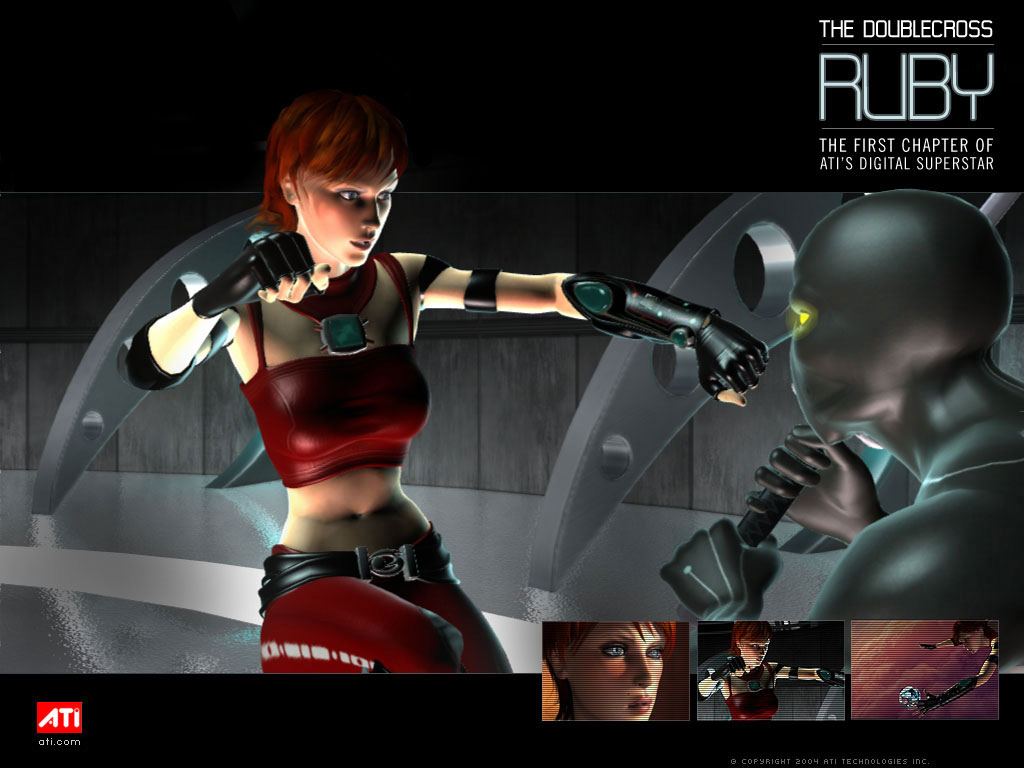 THE DOUBLECROSS
RUBY
THE FIRST CHAPTER OF
ATI'S DIGITAL SUPERSTAR
ATi
ati.com
© COPYRIGHT 2004 ATI TECHNOLOGIES INC.